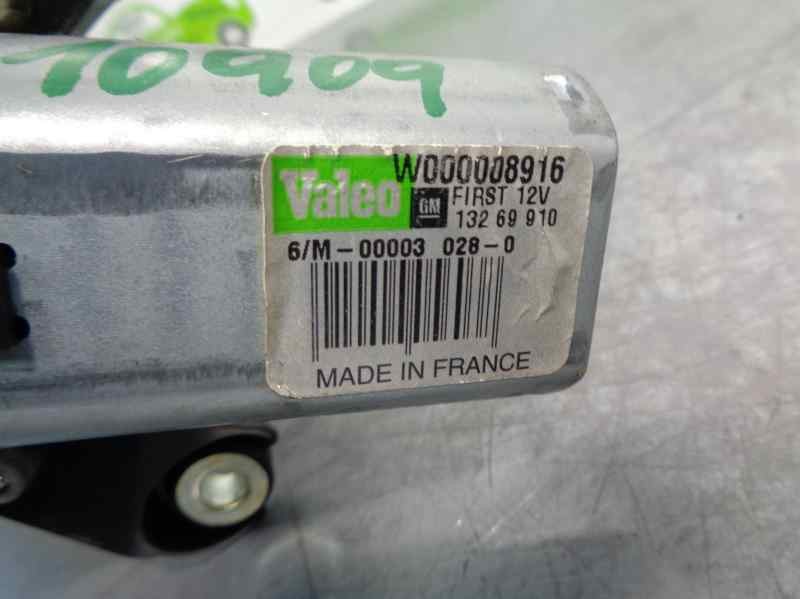 10909
Valeo
W000008916
GM
FIRST 12V
132 69 910
6/M-00003 028-0
MADE IN FRANCE